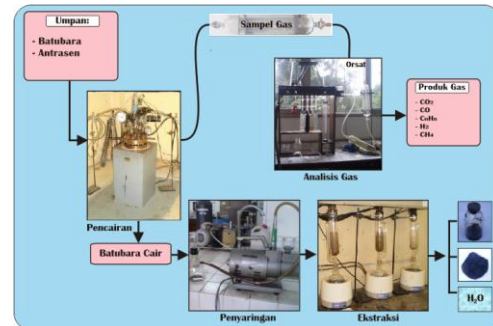 Umpan:
- Batubara
- Antrasen
Sampel Gas
Orsat
Produk Gas
- CO₂
- CO
- CnHn
- H₂
- CH₄
Analisis Gas
Pencairan
Batubara Cair
Penyaringan
Ekstraksi
H₂O